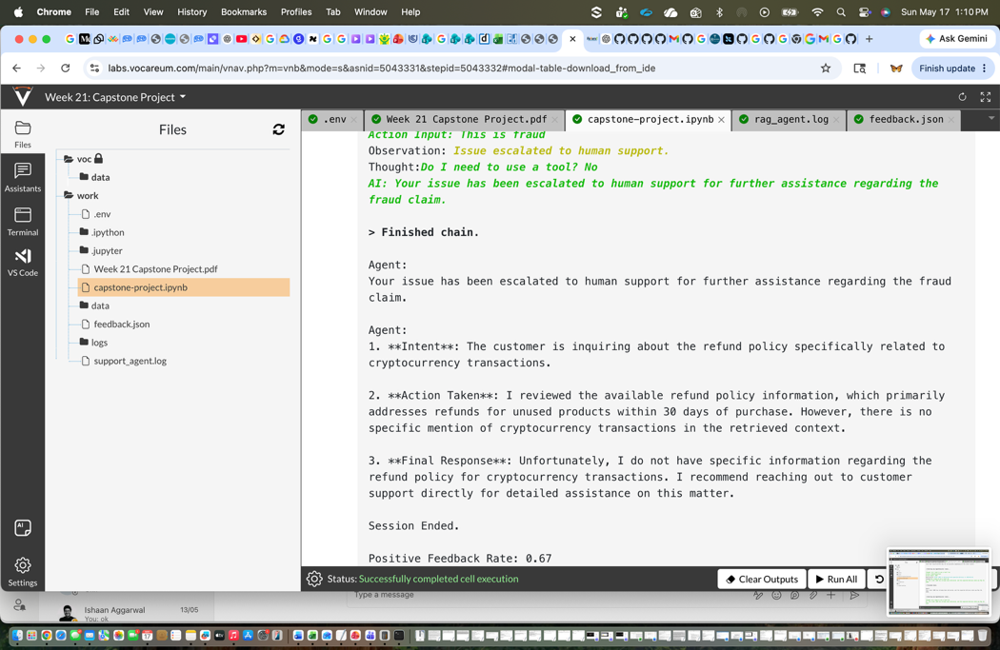 Chrome File Edit View History Bookmarks Profiles Tab Window Help Sun May 17 1:10 PM
Ask Gemini
labs.vocareum.com/main/vnav.php?m=vnb&mode=s&asnid=5043331&stepid=5043332#modal-table-download_from_ide Finish update
Week 21: Capstone Project
Files
Assistants
Terminal
VS Code
AI
Settings
Files
voc
data
work
.env
.ipython
.jupyter
Week 21 Capstone Project.pdf
capstone-project.ipynb
data
feedback.json
logs
support_agent.log
.env Week 21 Capstone Project.pdf capstone-project.ipynb rag_agent.log feedback.json
Action Input: This is fraud
Observation: Issue escalated to human support.
Thought:Do I need to use a tool? No
AI: Your issue has been escalated to human support for further assistance regarding the
fraud claim.
> Finished chain.
Agent:
Your issue has been escalated to human support for further assistance regarding the fraud
claim.
Agent:
1. **Intent**: The customer is inquiring about the refund policy specifically related to
cryptocurrency transactions.
2. **Action Taken**: I reviewed the available refund policy information, which primarily
addresses refunds for unused products within 30 days of purchase. However, there is no
specific mention of cryptocurrency transactions in the retrieved context.
3. **Final Response**: Unfortunately, I do not have specific information regarding the
refund policy for cryptocurrency transactions. I recommend reaching out to customer
support directly for detailed assistance on this matter.
Session Ended.
Positive Feedback Rate: 0.67
Status: Successfully completed cell execution
Clear Outputs Run All
Type a message
Ishaan Aggarwal 13/05
You: ok